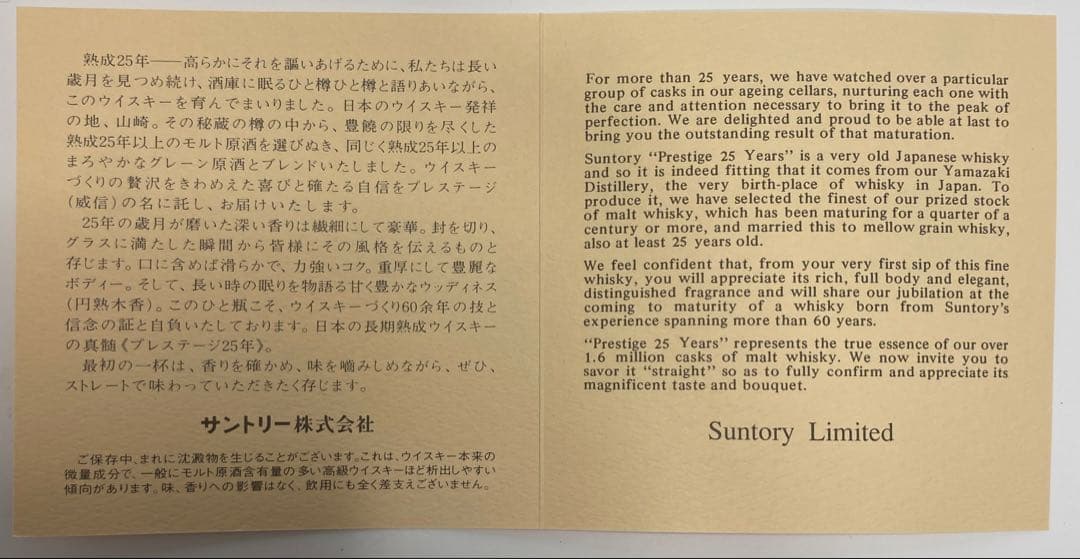 熟成25年――高らかにそれを謳いあげるために、私たちは長い
歳月を見つめ続け、酒庫に眠るひと樽ひと樽と語りあいながら、
このウイスキーを育んでまいりました。日本のウイスキー発祥
の地、山崎。その秘蔵の樽の中から、豊饒の限りを尽くした
熟成25年以上のモルト原酒を選びぬき、同じく熟成25年以上の
まろやかなグレーン原酒とブレンドいたしました。ウイスキー
づくりの贅沢をきわめえた喜びと確たる自信をプレステージ
(威信)の名に託し、お届けいたします。
25年の歳月が磨いた深い香りは繊細にして豪華。封を切り、
グラスに満たした瞬間から皆様にその風格を伝えるものと
存じます。口に含めば滑らかで、力強いコク。重厚にして豊麗な
ボディー。そして、長い時の眠りを物語る甘く豊かなウッディネス
(円熟木香)。このひと瓶こそ、ウイスキーづくり60余年の技と
信念の証と自負いたしております。日本の長期熟成ウイスキー
の真髄《プレステージ25年》。
最初の一杯は、香りを確かめ、味を嚙みしめながら、ぜひ、
ストレートで味わっていただきたく存じます。
サントリー株式会社
ご保存中、まれに沈澱物を生じることがございます。これは、ウイスキー本来の
微量成分で、一般にモルト原酒含有量の多い高級ウイスキーほど析出しやすい
傾向があります。味、香りへの影響はなく、飲用にも全く差支えございません。
For more than 25 years, we have watched over a particular
group of casks in our ageing cellars, nurturing each one with
the care and attention necessary to bring it to the peak of
perfection. We are delighted and proud to be able at last to
bring you the outstanding result of that maturation.
Suntory "Prestige 25 Years" is a very old Japanese whisky
and so it is indeed fitting that it comes from our Yamazaki
Distillery, the very birth-place of whisky in Japan. To
produce it, we have selected the finest of our prized stock
of malt whisky, which has been maturing for a quarter of a
century or more, and married this to mellow grain whisky,
also at least 25 years old.
We feel confident that, from your very first sip of this fine
whisky, you will appreciate its rich, full body and elegant,
distinguished fragrance and will share our jubilation at the
coming to maturity of a whisky born from Suntory's
experience spanning more than 60 years.
"Prestige 25 Years" represents the true essence of our over
1.6 million casks of malt whisky. We now invite you to
savor it "straight" so as to fully confirm and appreciate its
magnificent taste and bouquet.
Suntory Limited